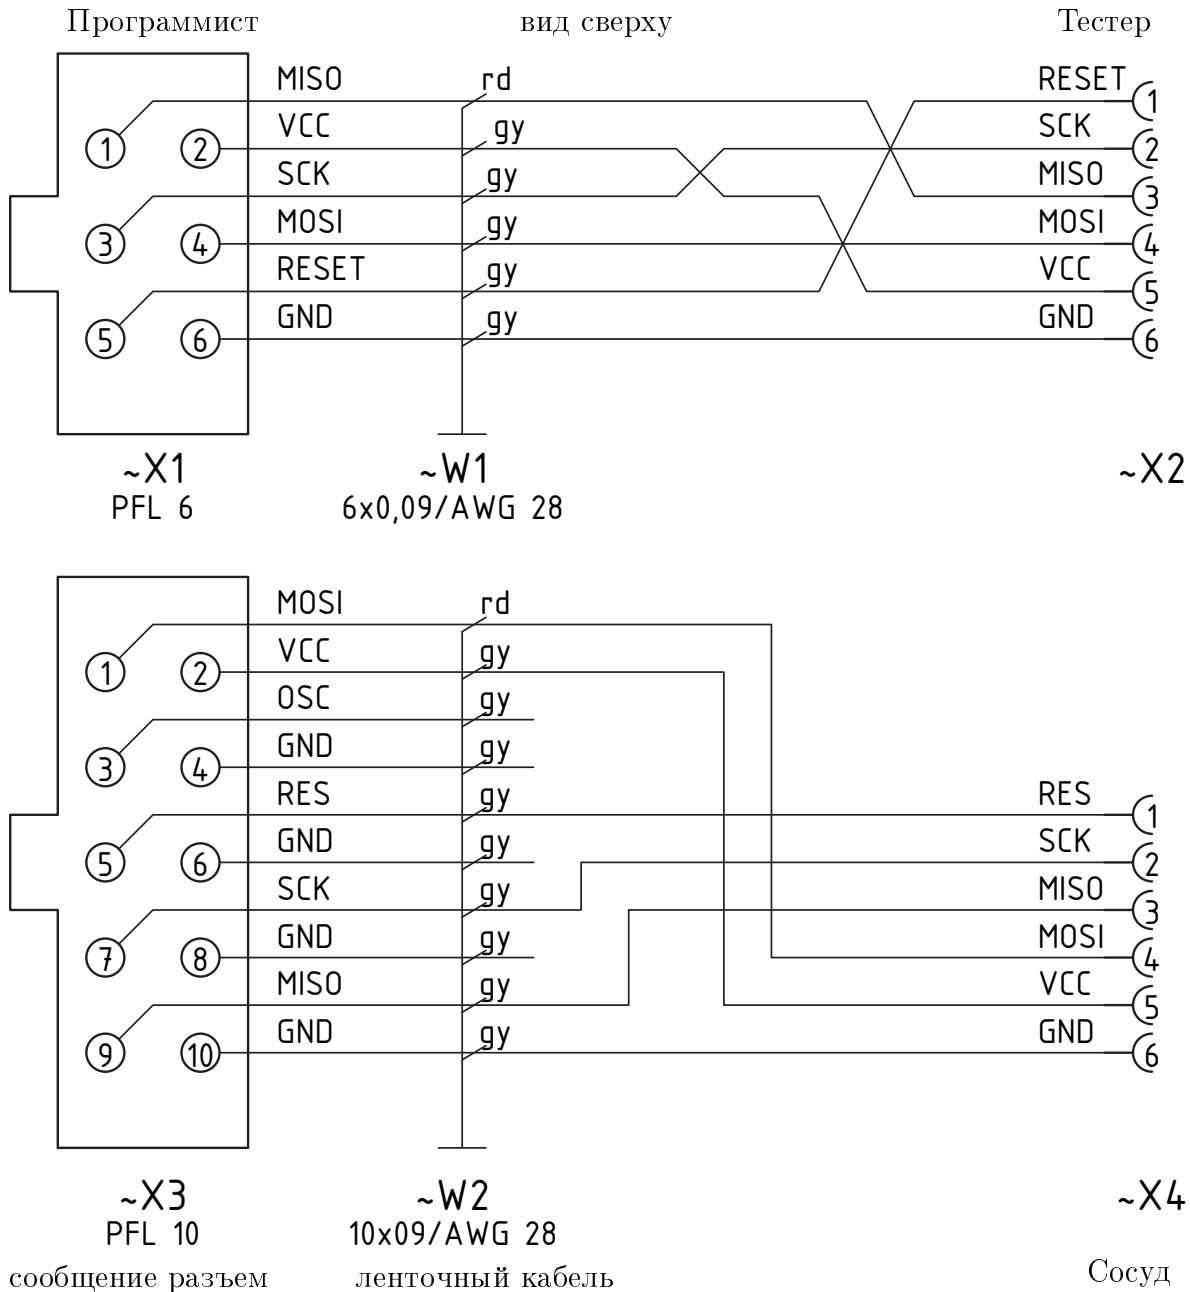 Программист вид сверху Тестер
MISO rd RESET 1
VCC gy SCK 2
1 2
SCK gy MISO 3
MOSI gy MOSI 4
3 4
RESET gy VCC 5
GND gy GND 6
5 6
~X1 ~W1 ~X2
PFL 6 6x0,09/AWG 28
MOSI rd
VCC gy
1 2
OSC gy
GND gy
3 4
RES gy RES 1
GND gy SCK 2
5 6
SCK gy MISO 3
GND gy MOSI 4
7 8
MISO gy VCC 5
GND gy GND 6
9 10
~X3 ~W2 ~X4
PFL 10 10x09/AWG 28
сообщение разъем ленточный кабель Сосуд